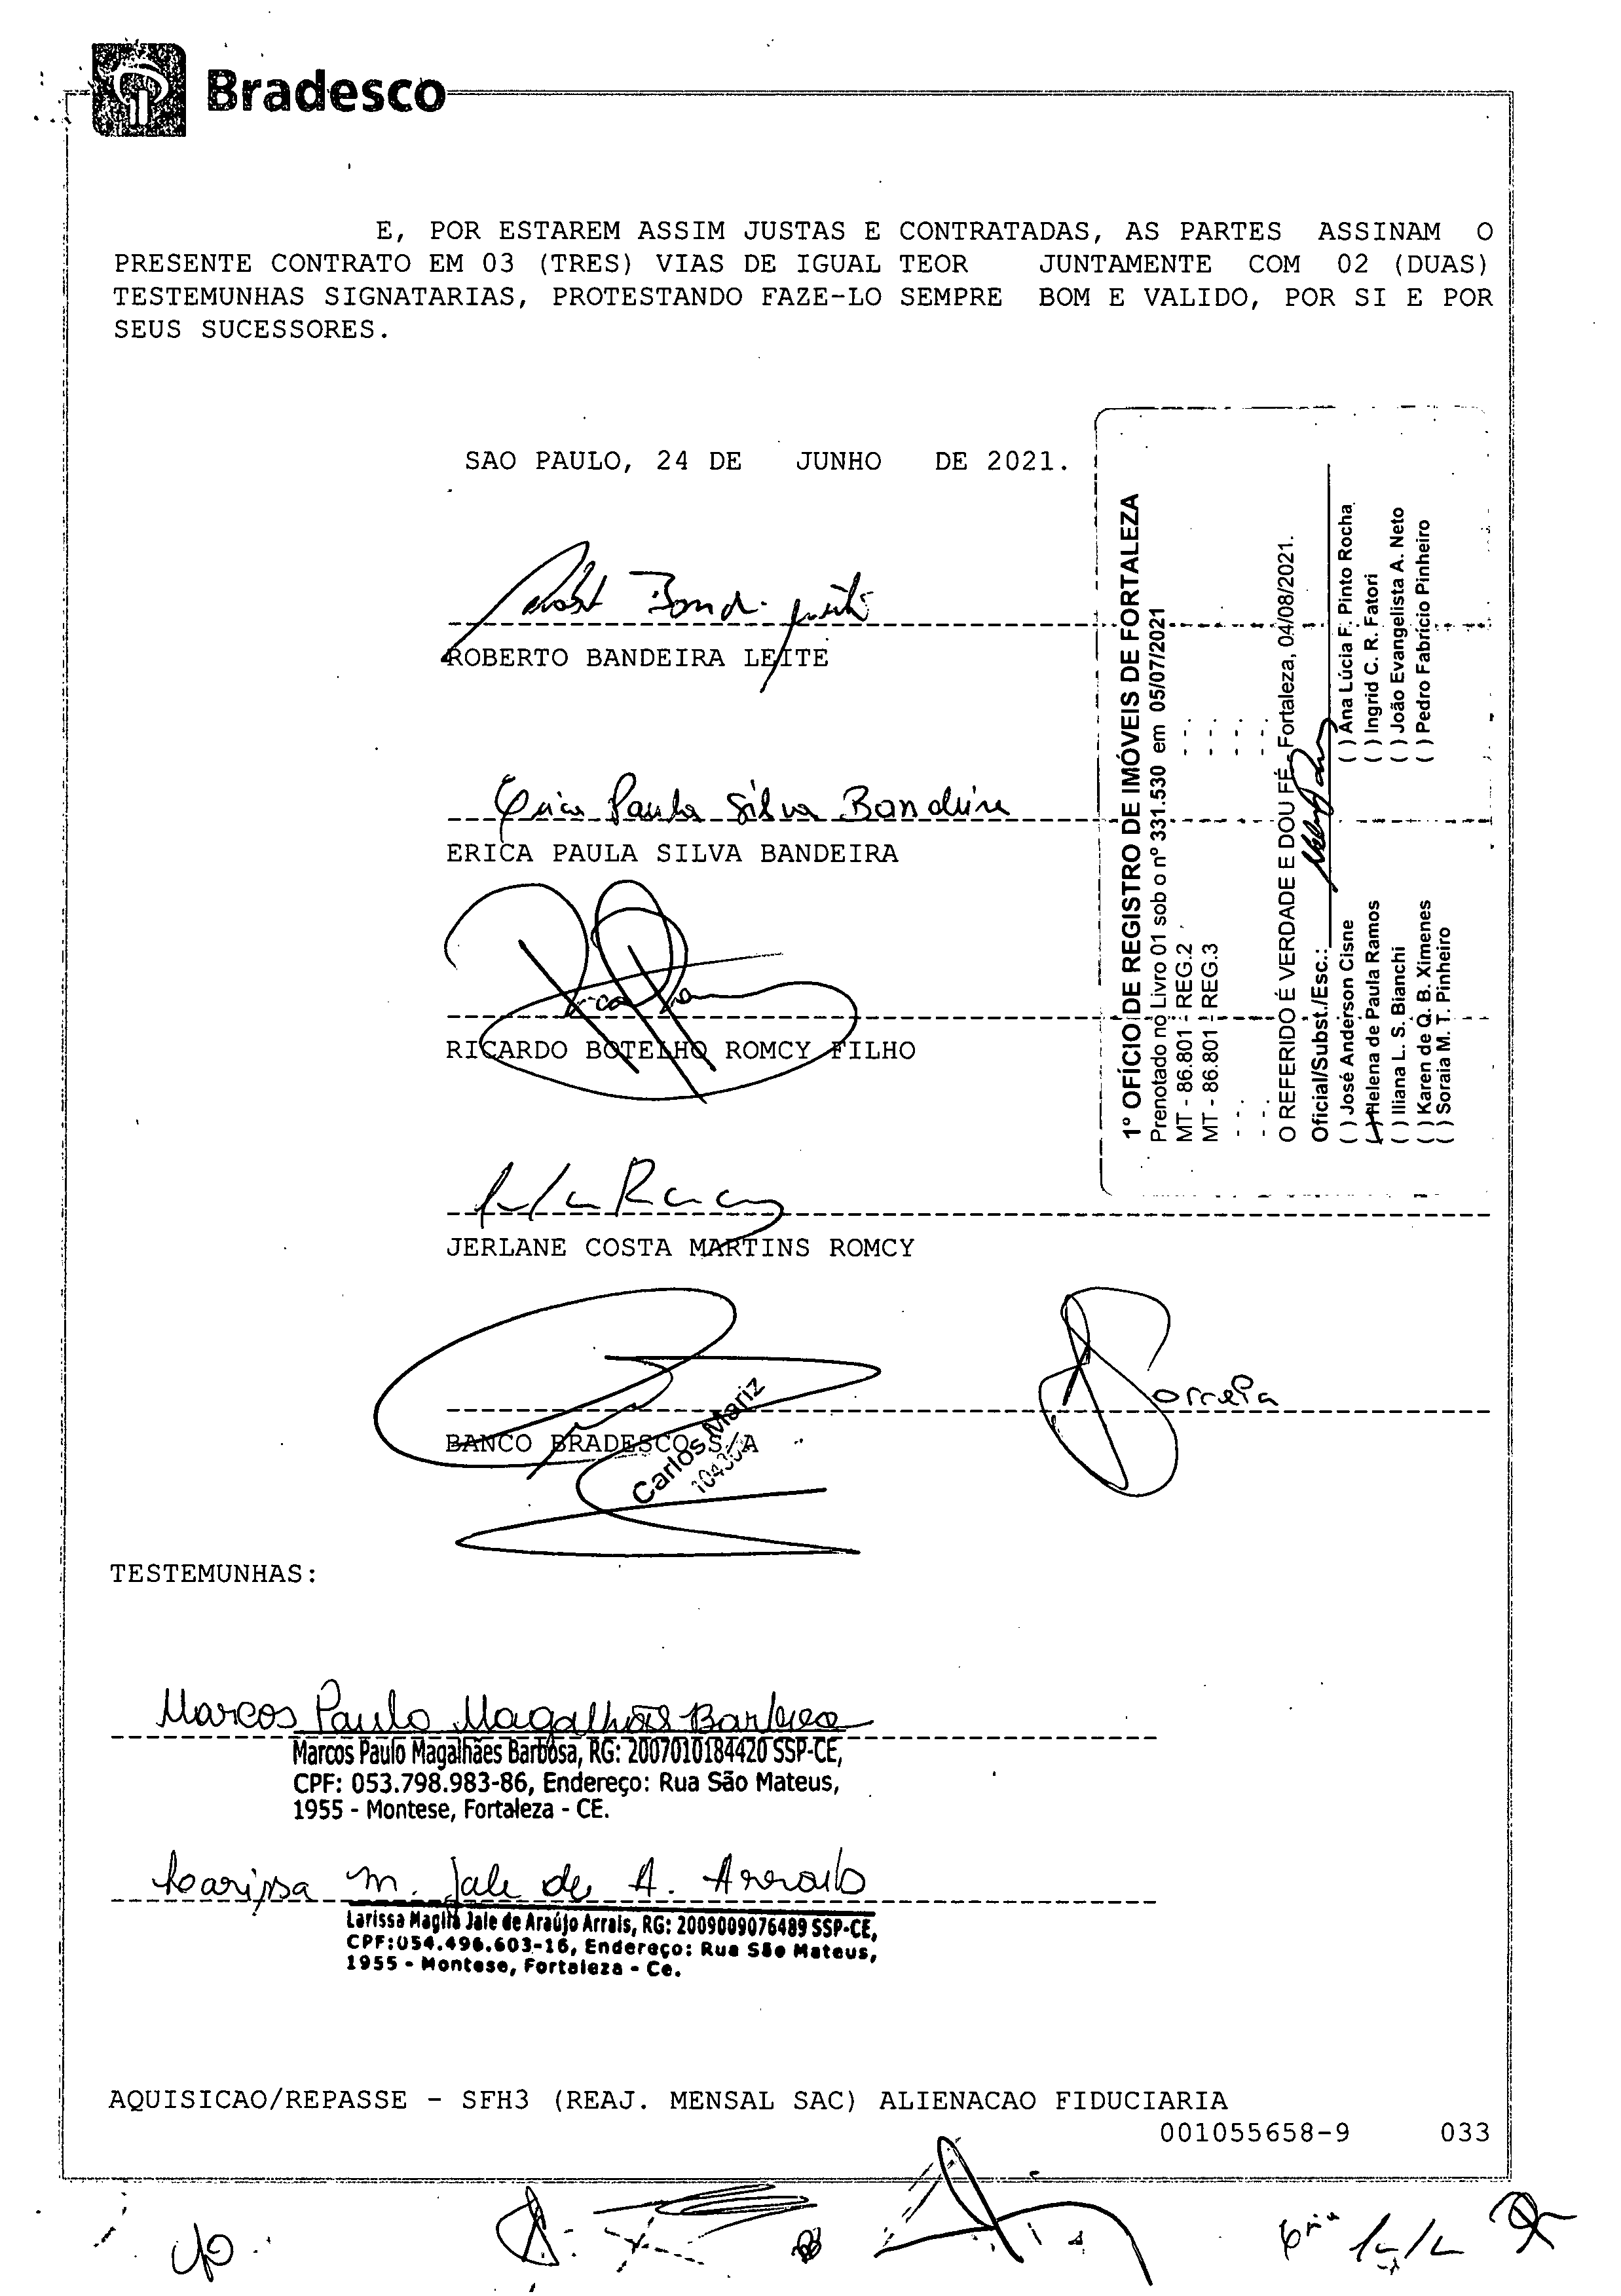 Bradesco
E, POR ESTAREM ASSIM JUSTAS E CONTRATADAS, AS PARTES ASSINAM O
PRESENTE CONTRATO EM 03 (TRES) VIAS DE IGUAL TEOR JUNTAMENTE COM 02 (DUAS)
TESTEMUNHAS SIGNATARIAS, PROTESTANDO FAZE-LO SEMPRE BOM E VALIDO, POR SI E POR
SEUS SUCESSORES.
SAO PAULO, 24 DE JUNHO DE 2021.
ROBERTO BANDEIRA LEITE
Erica Paula Silva Bandeira
ERICA PAULA SILVA BANDEIRA
RICARDO BOTELHO ROMCY FILHO
JERLANE COSTA MARTINS ROMCY
BANCO BRADESCO S/A
Carlos Mariz
1º OFÍCIO DE REGISTRO DE IMÓVEIS DE FORTALEZA
Prenotado no Livro 01 sob o nº 331.530 em 05/07/2021
MT - 86.801 - REG.2
MT - 86.801 - REG.3
O REFERIDO É VERDADE E DOU FÉ. Fortaleza, 04/08/2021.
Oficial/Subst./Esc.:
( ) José Anderson Cisne ( ) Ana Lúcia F. Pinto Rocha
( ) Helena de Paula Ramos ( ) Ingrid C. R. Fatori
( ) Iliana L. S. Bianchi ( ) João Evangelista A. Neto
( ) Karen de Q. B. Ximenes ( ) Pedro Fabrício Pinheiro
( ) Soraia M. T. Pinheiro
TESTEMUNHAS:
Marcos Paulo Magalhães Barbosa
Marcos Paulo Magalhães Barbosa, RG: 2007010184420 SSP-CE,
CPF: 053.798.983-86, Endereço: Rua São Mateus,
1955 - Montese, Fortaleza - CE.
Larissa M. Jale de A. Arrais
Larissa Maglia Jale de Araújo Arrais, RG: 2009009076489 SSP-CE,
CPF:054.496.603-16, Endereço: Rua São Mateus,
1955 - Montese, Fortaleza - Ce.
AQUISICAO/REPASSE - SFH3 (REAJ. MENSAL SAC) ALIENACAO FIDUCIARIA
001055658-9 033